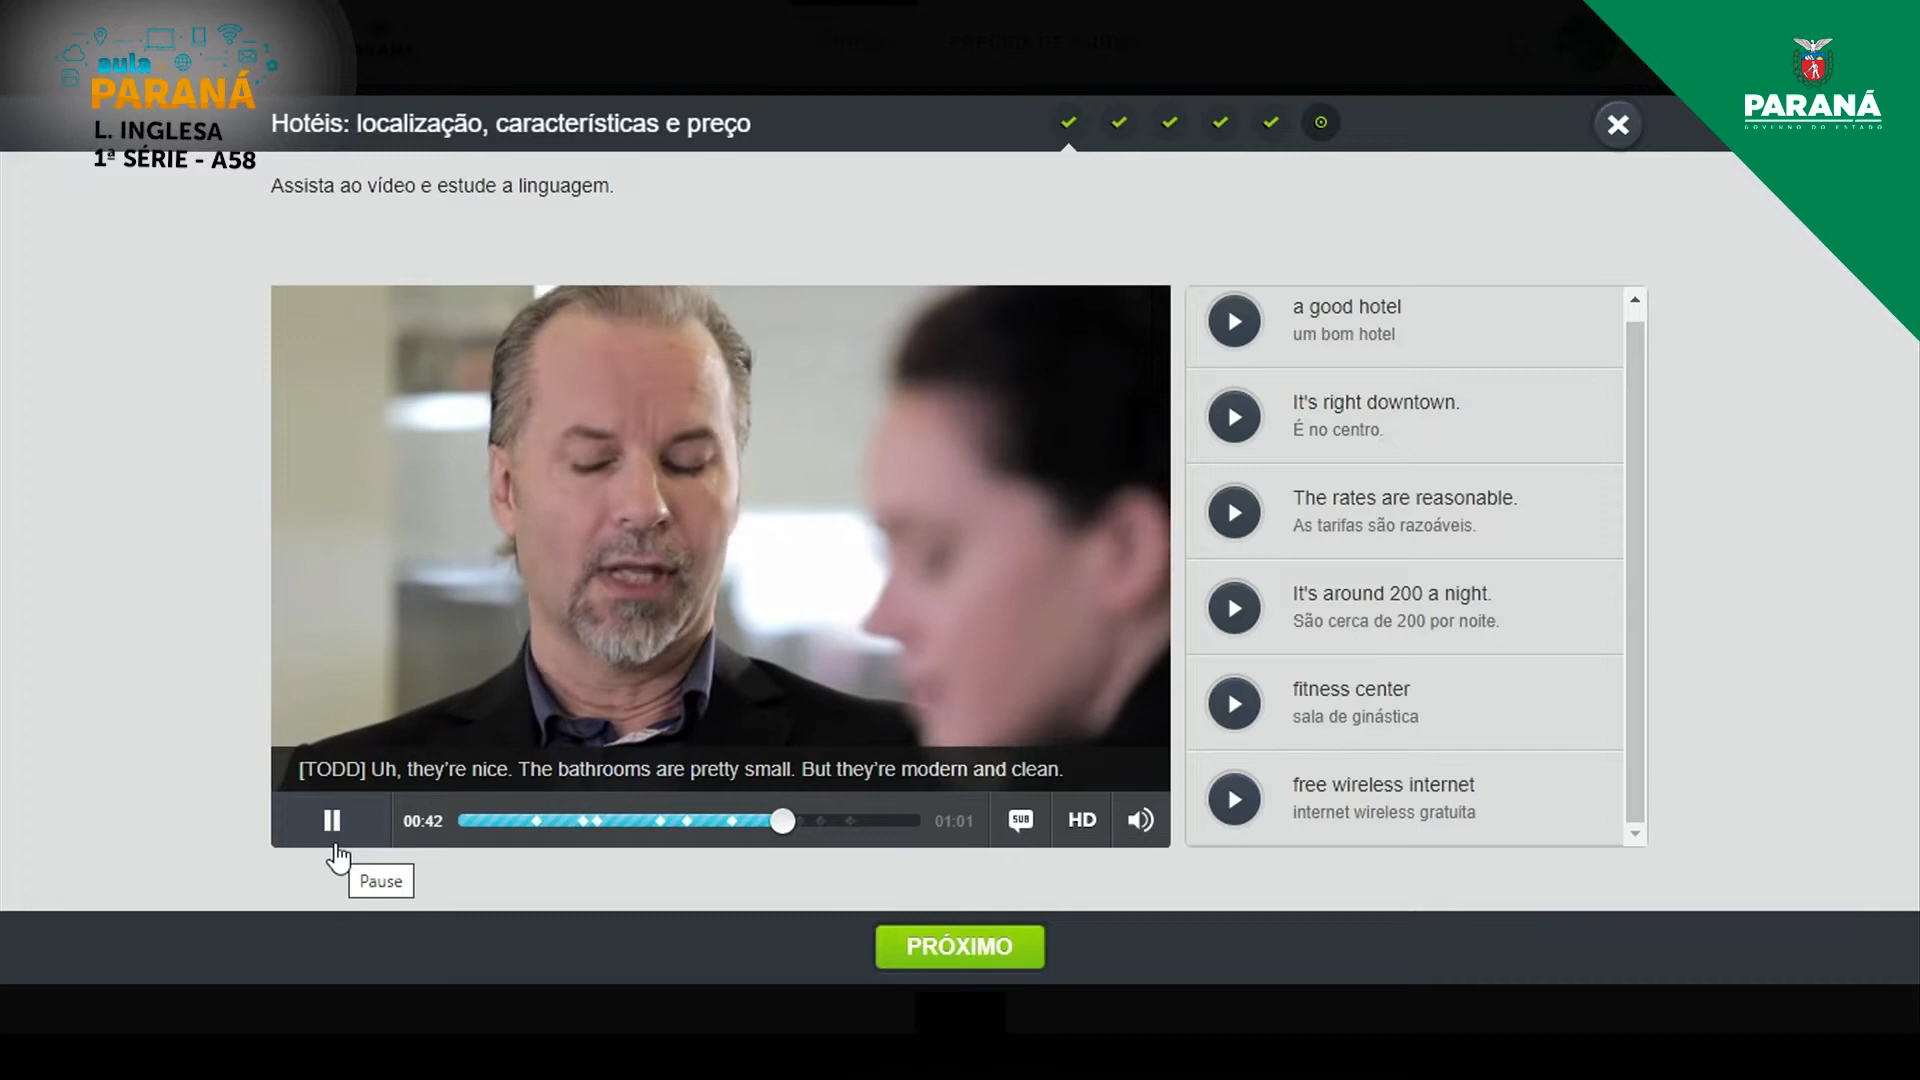 aula
PARANÁ
L. INGLESA
1ª SÉRIE - A58
PARANÁ
GOVERNO DO ESTADO
Hotéis: localização, características e preço
Assista ao vídeo e estude a linguagem.
a good hotel
um bom hotel
It's right downtown.
É no centro.
The rates are reasonable.
As tarifas são razoáveis.
It's around 200 a night.
São cerca de 200 por noite.
fitness center
sala de ginástica
free wireless internet
internet wireless gratuita
[TODD] Uh, they're nice. The bathrooms are pretty small. But they're modern and clean.
00:42
01:01
SUB
HD
Pause
PRÓXIMO